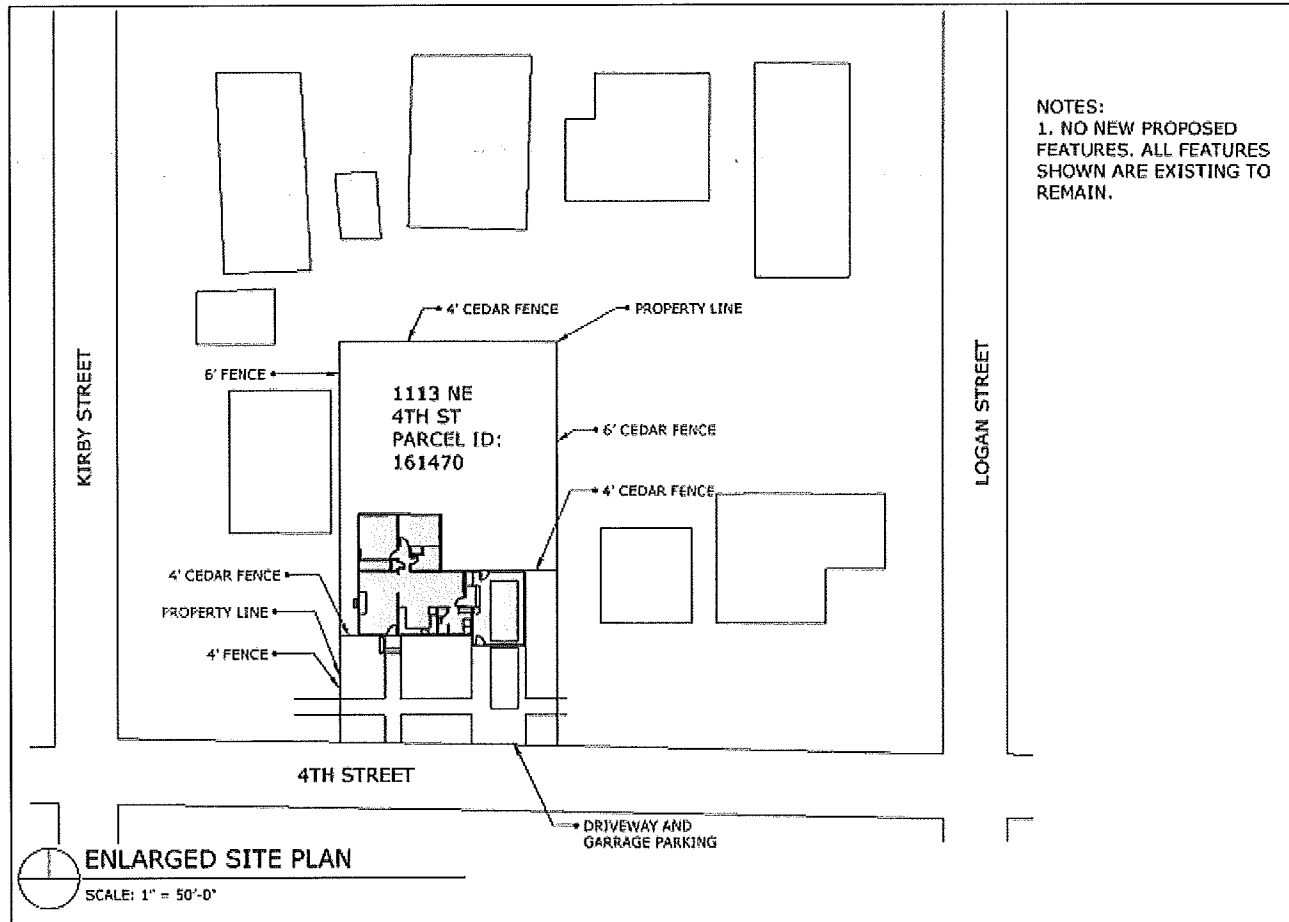 NOTES:
1. NO NEW PROPOSED
FEATURES. ALL FEATURES
SHOWN ARE EXISTING TO
REMAIN.
4' CEDAR FENCE
PROPERTY LINE
6' FENCE
1113 NE
4TH ST
PARCEL ID:
161470
6' CEDAR FENCE
4' CEDAR FENCE
KIRBY STREET
LOGAN STREET
4' CEDAR FENCE
PROPERTY LINE
4' FENCE
4TH STREET
DRIVEWAY AND
GARRAGE PARKING
ENLARGED SITE PLAN
SCALE: 1" = 50'-0"